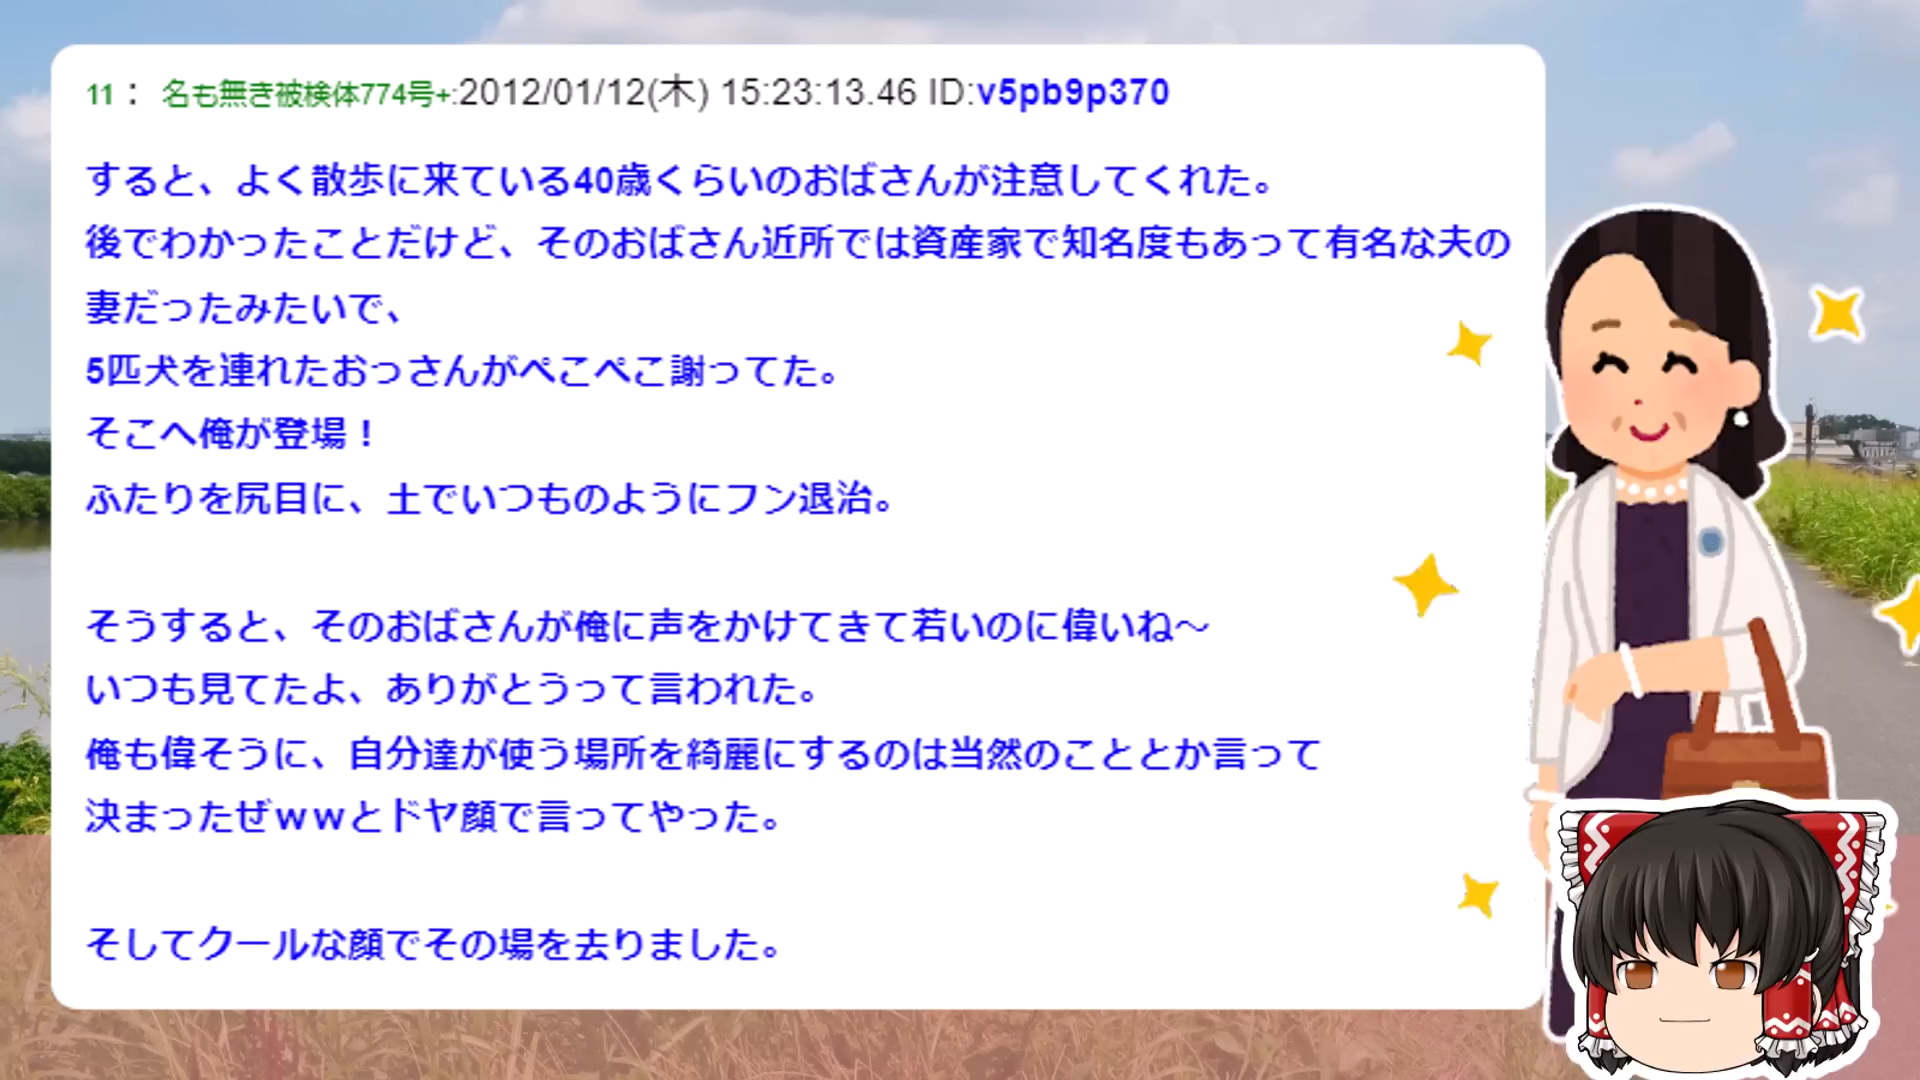 11： 名も無き被検体774号+:2012/01/12(木) 15:23:13.46 ID:v5pb9p370
すると、よく散歩に来ている40歳くらいのおばさんが注意してくれた。
後でわかったことだけど、そのおばさん近所では資産家で知名度もあって有名な夫の
妻だったみたいで、
5匹犬を連れたおっさんがぺこぺこ謝ってた。
そこへ俺が登場！
ふたりを尻目に、土でいつものようにフン退治。
そうすると、そのおばさんが俺に声をかけてきて若いのに偉いね～
いつも見てたよ、ありがとうって言われた。
俺も偉そうに、自分達が使う場所を綺麗にするのは当然のこととか言って
決まったぜｗｗとドヤ顔で言ってやった。
そしてクールな顔でその場を去りました。